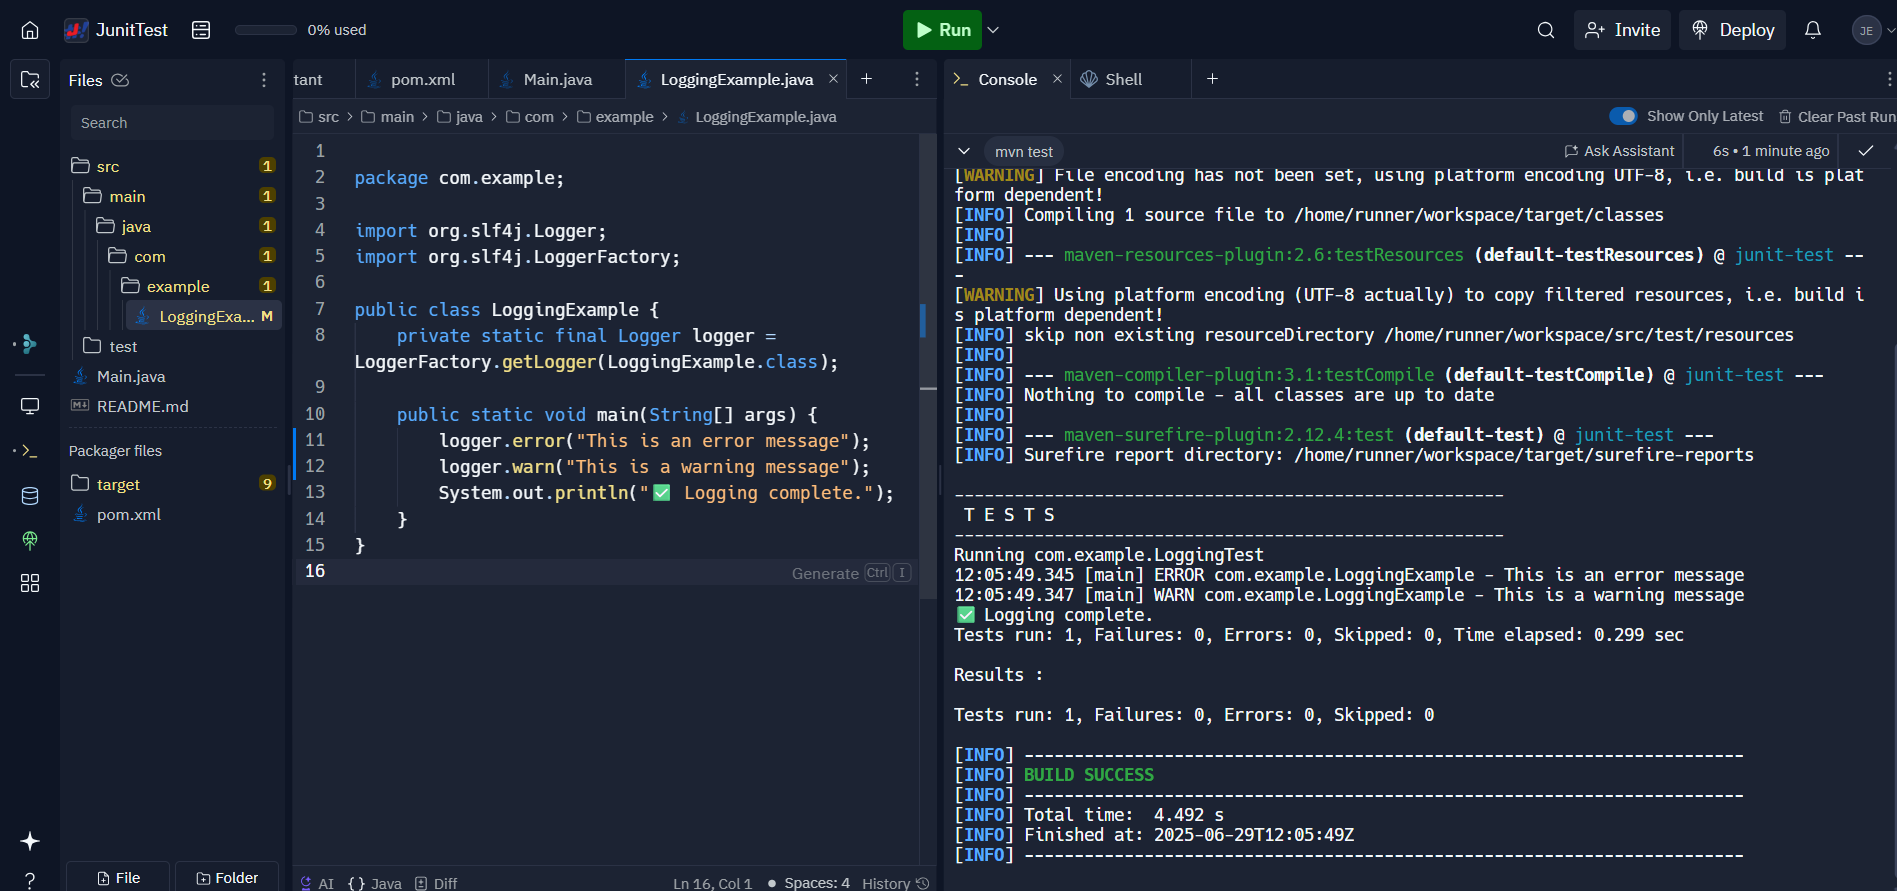 JunitTest
0% used
Run
Invite
Deploy
JE
Files
Search
src 1
main 1
java 1
com 1
example 1
LoggingExa... M
test
Main.java
README.md
Packager files
target 9
pom.xml
File
Folder
tant
pom.xml
Main.java
LoggingExample.java
src > main > java > com > example > LoggingExample.java
1
2 package com.example;
3
4 import org.slf4j.Logger;
5 import org.slf4j.LoggerFactory;
6
7 public class LoggingExample {
8 private static final Logger logger =
LoggerFactory.getLogger(LoggingExample.class);
9
10 public static void main(String[] args) {
11 logger.error("This is an error message");
12 logger.warn("This is a warning message");
13 System.out.println("✅ Logging complete.");
14 }
15 }
16
Generate Ctrl I
AI
{} Java
Diff
Ln 16, Col 1
Spaces: 4
History
Console
Shell
Show Only Latest
Clear Past Run
mvn test
Ask Assistant
6s • 1 minute ago
[WARNING] File encoding has not been set, using platform encoding UTF-8, i.e. build is plat
form dependent!
[INFO] Compiling 1 source file to /home/runner/workspace/target/classes
[INFO]
[INFO] --- maven-resources-plugin:2.6:testResources (default-testResources) @ junit-test --
-
[WARNING] Using platform encoding (UTF-8 actually) to copy filtered resources, i.e. build i
s platform dependent!
[INFO] skip non existing resourceDirectory /home/runner/workspace/src/test/resources
[INFO]
[INFO] --- maven-compiler-plugin:3.1:testCompile (default-testCompile) @ junit-test ---
[INFO] Nothing to compile - all classes are up to date
[INFO]
[INFO] --- maven-surefire-plugin:2.12.4:test (default-test) @ junit-test ---
[INFO] Surefire report directory: /home/runner/workspace/target/surefire-reports
-------------------------------------------------------
T E S T S
-------------------------------------------------------
Running com.example.LoggingTest
12:05:49.345 [main] ERROR com.example.LoggingExample - This is an error message
12:05:49.347 [main] WARN com.example.LoggingExample - This is a warning message
✅ Logging complete.
Tests run: 1, Failures: 0, Errors: 0, Skipped: 0, Time elapsed: 0.299 sec
Results :
Tests run: 1, Failures: 0, Errors: 0, Skipped: 0
[INFO] ------------------------------------------------------------------------
[INFO] BUILD SUCCESS
[INFO] ------------------------------------------------------------------------
[INFO] Total time: 4.492 s
[INFO] Finished at: 2025-06-29T12:05:49Z
[INFO] ------------------------------------------------------------------------